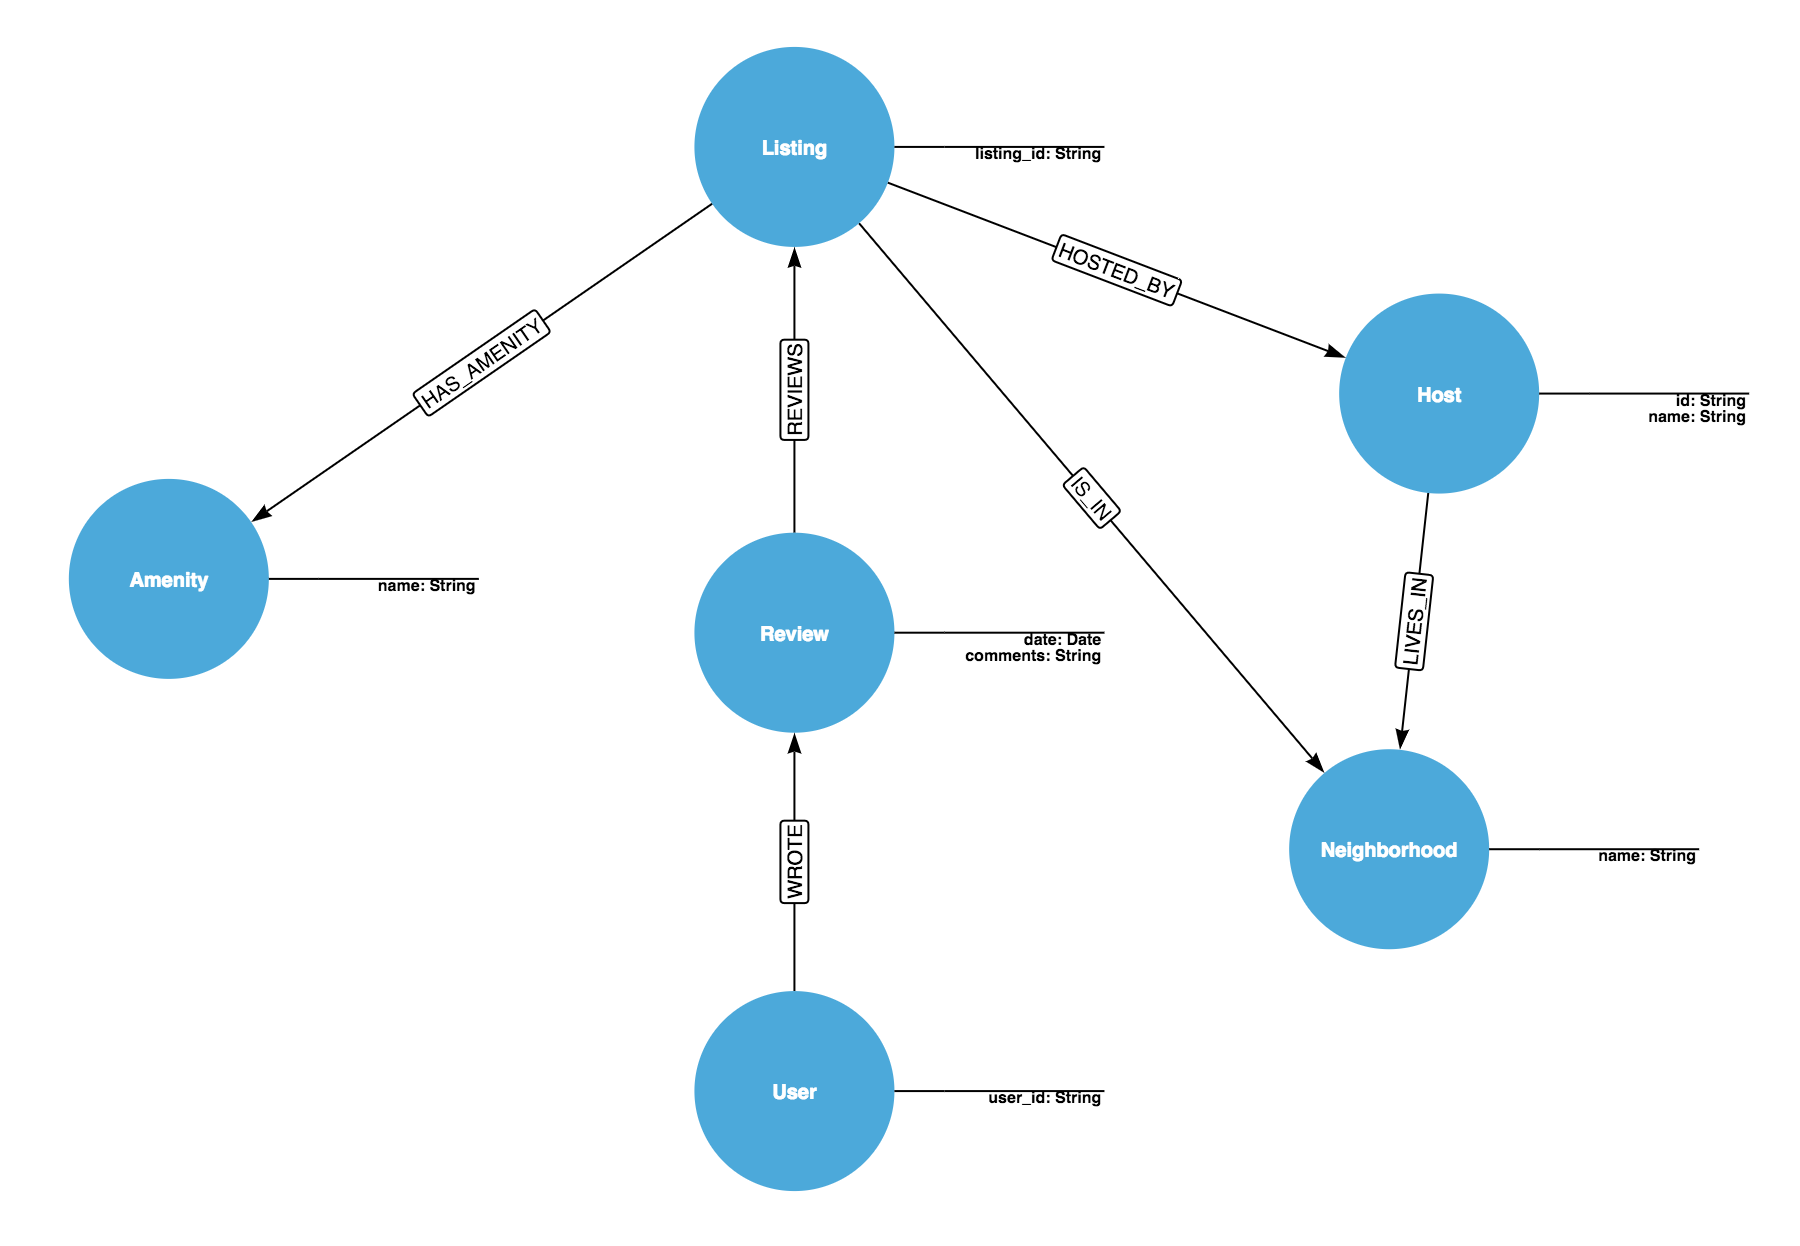 Listing
listing_id: String
HOSTED_BY
HAS_AMENITY
REVIEWS
Host
id: String
name: String
IS_IN
Amenity
name: String
LIVES_IN
Review
date: Date
comments: String
WROTE
Neighborhood
name: String
User
user_id: String